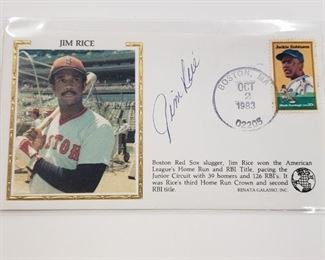 JIM RICE
BOSTON
Jim Rice
BOSTON, MA
OCT
2
1983
02205
Jackie Robinson
Black Heritage USA 20c
Boston Red Sox slugger, Jim Rice won the American
League's Home Run and RBI Title, pacing the
Junior Circuit with 39 homers and 126 RBI's. It
was Rice's third Home Run Crown and second
RBI title.
RENATA GALASSO, INC.